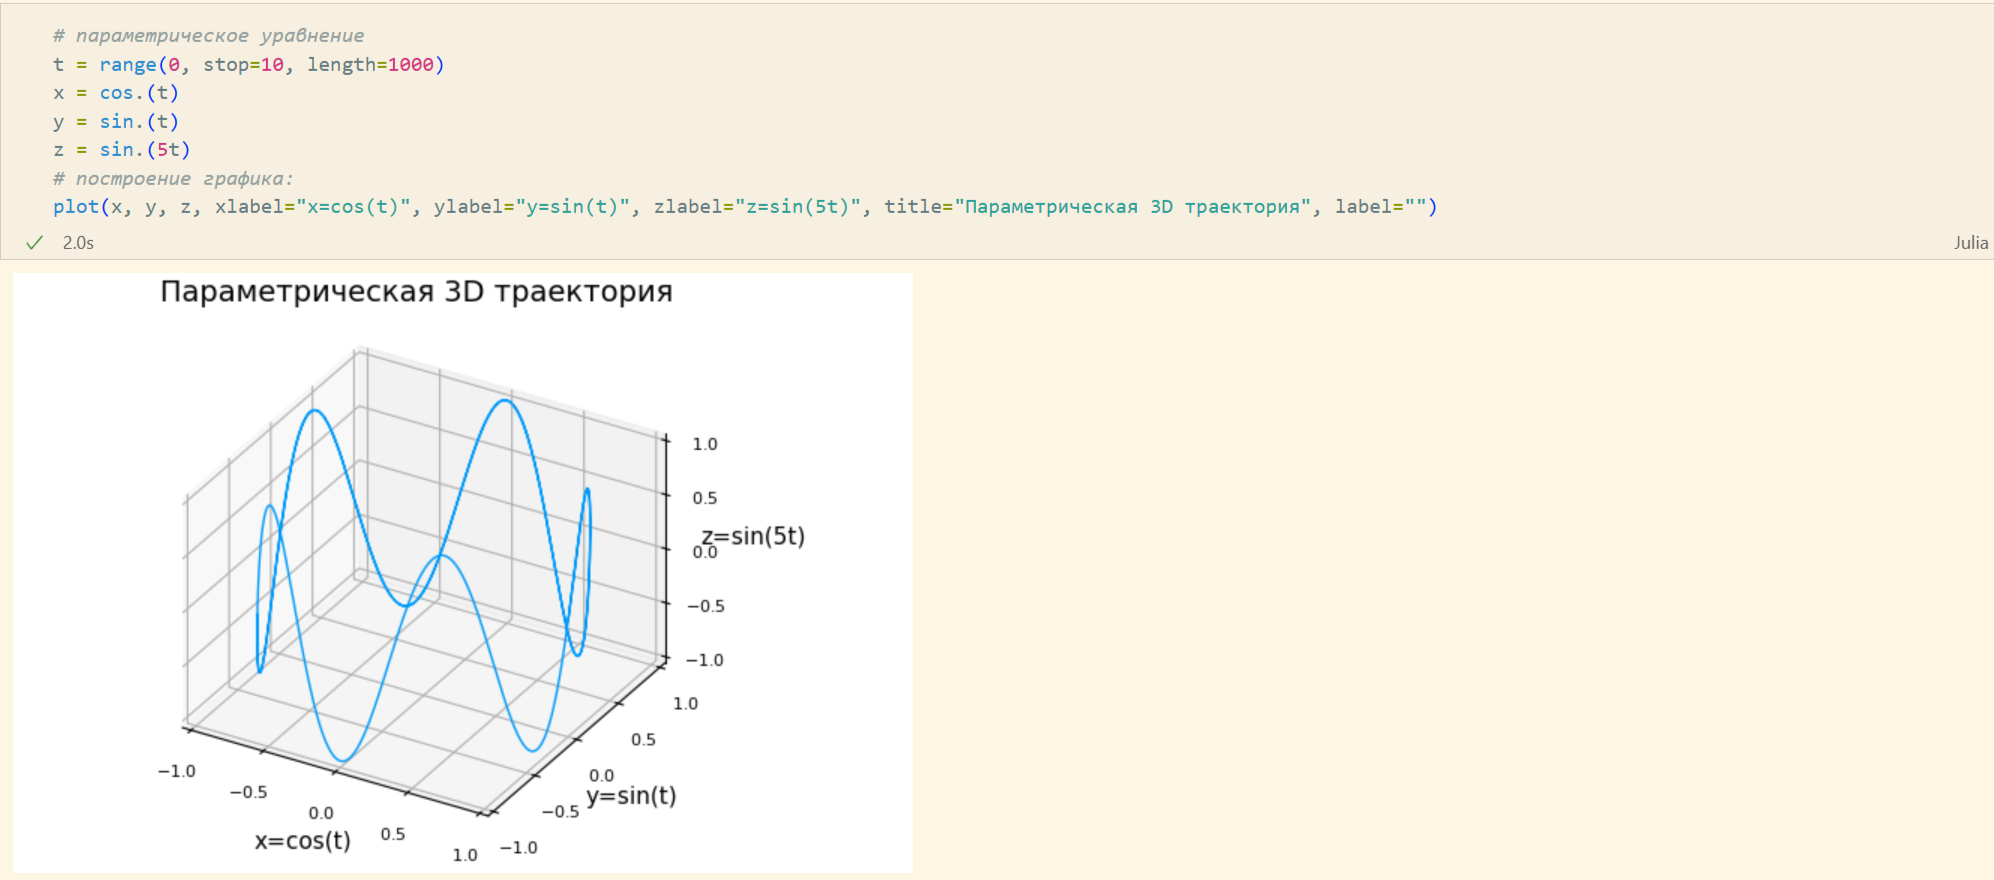 # параметрическое уравнение
t = range(0, stop=10, length=1000)
x = cos.(t)
y = sin.(t)
z = sin.(5t)
# построение графика:
plot(x, y, z, xlabel="x=cos(t)", ylabel="y=sin(t)", zlabel="z=sin(5t)", title="Параметрическая 3D траектория", label="")
✓ 2.0s
Julia
Параметрическая 3D траектория
1.0
0.5
z=sin(5t)
0.0
−0.5
−1.0
1.0
0.5
0.0
y=sin(t)
−0.5
−1.0
−1.0
−0.5
0.0
0.5
1.0
x=cos(t)